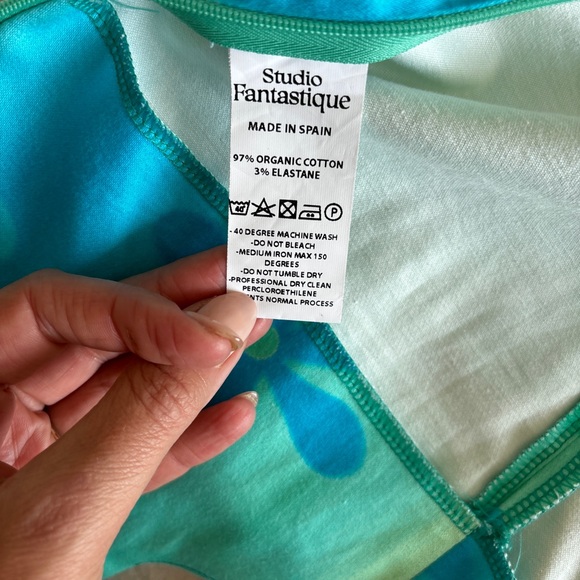 Studio
Fantastique
MADE IN SPAIN
97% ORGANIC COTTON
3% ELASTANE
40 P
- 40 DEGREE MACHINE WASH
-DO NOT BLEACH
-MEDIUM IRON MAX 150
DEGREES
-DO NOT TUMBLE DRY
-PROFESSIONAL DRY CLEAN
PERCLOROETHILENE
NORMAL PROCESS